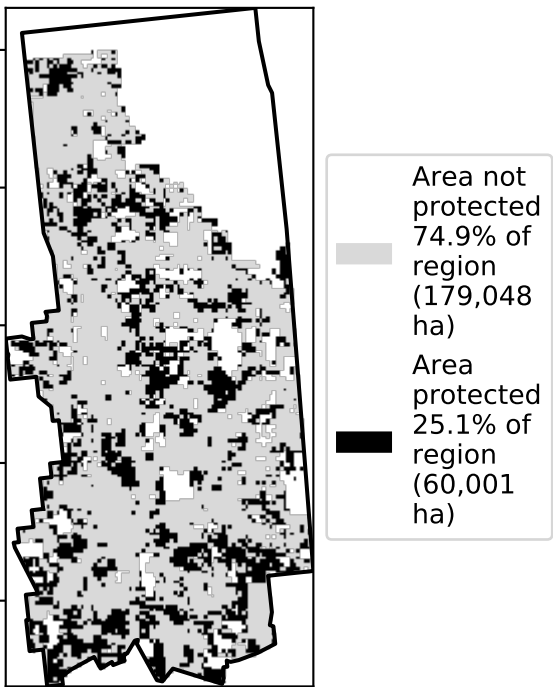 Area not
protected
74.9% of
region
(179,048
ha)
Area
protected
25.1% of
region
(60,001
ha)